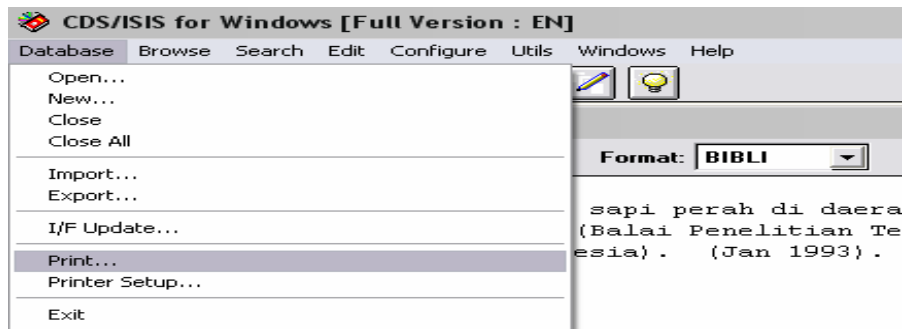 CDS/ISIS for Windows [Full Version : EN]
Database Browse Search Edit Configure Utils Windows Help
Open...
New...
Close
Close All
Format: BIBLI
Import...
Export...
sapi perah di daera
I/F Update...
(Balai Penelitian Te
esia). (Jan 1993).
Print...
Printer Setup...
Exit